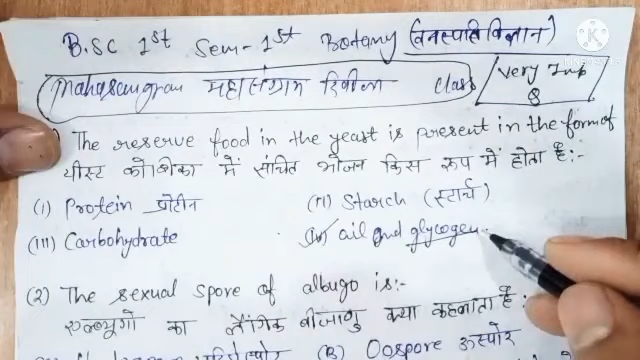 B.SC 1st Sem-1st Botany (वनस्पति विज्ञान)
Mahasangram महासंग्राम रिवीजन class
Very Imp
The reserve food in the yeast is present in the form of
यीस्ट कोशिका में संचित भोजन किस रूप में होता है:-
(i) Protein प्रोटीन (ii) Starch (स्टार्च)
(iii) Carbohydrate (iv) oil and glycogen
(2) The sexual spore of albugo is:-
एल्ब्यूगो का लैंगिक बीजाणु क्या कहलाता है:
(B) Oospore ऊस्पोर